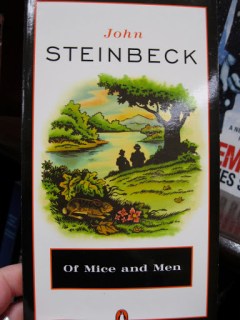 John
STEINBECK
Of Mice and Men